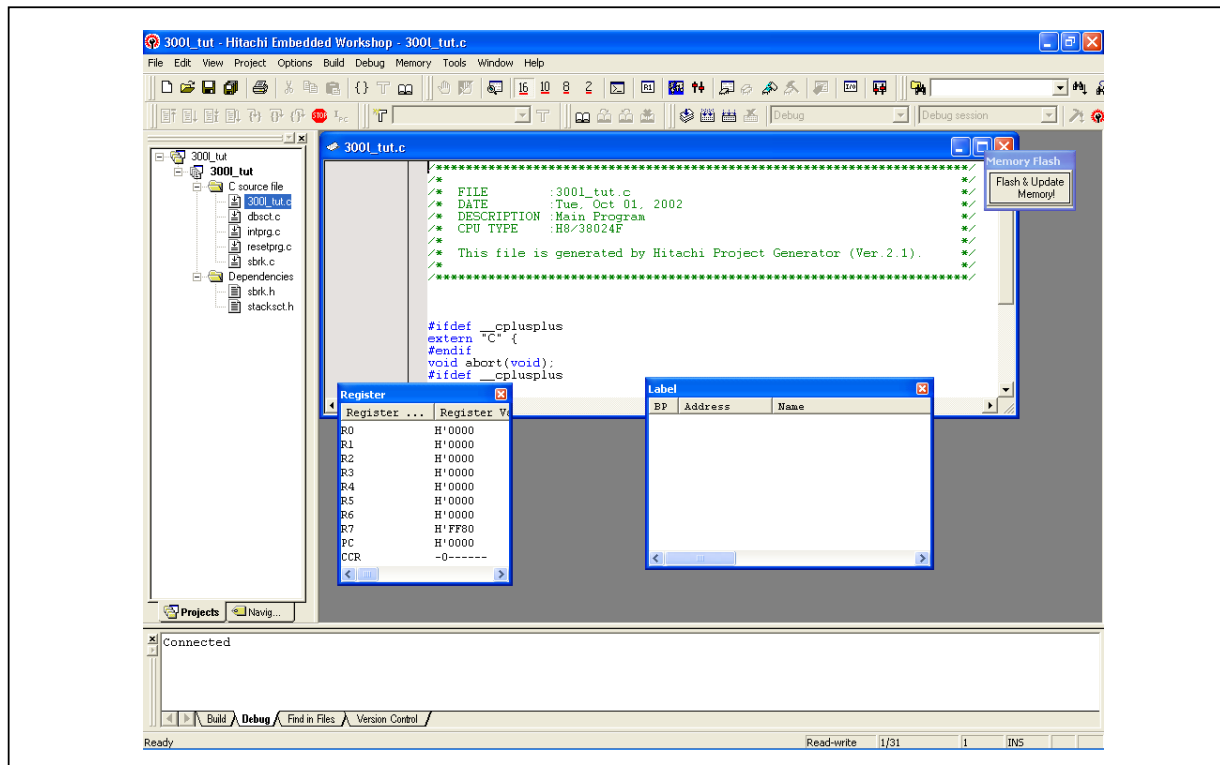 300l_tut - Hitachi Embedded Workshop - 300l_tut.c
File Edit View Project Options Build Debug Memory Tools Window Help
16 10 8 2 R1 I/O
STOP Debug Debug session
300l_tut
300l_tut
C source file
300l_tut.c
dbsct.c
intprg.c
resetprg.c
sbrk.c
Dependencies
sbrk.h
stacksct.h
Projects Navig...
300l_tut.c
/***********************************************************************/
/* */
/* FILE :300l_tut.c */
/* DATE :Tue, Oct 01, 2002 */
/* DESCRIPTION :Main Program */
/* CPU TYPE :H8/38024F */
/* */
/* This file is generated by Hitachi Project Generator (Ver.2.1). */
/* */
/***********************************************************************/
#ifdef __cplusplus
extern "C" {
#endif
void abort(void);
#ifdef __cplusplus
Memory Flash
Flash & Update
Memory!
Register
Register ... Register Va
R0 H'0000
R1 H'0000
R2 H'0000
R3 H'0000
R4 H'0000
R5 H'0000
R6 H'0000
R7 H'FF80
PC H'0000
CCR -0------
Label
BP Address Name
Connected
Build Debug Find in Files Version Control
Ready Read-write 1/31 1 INS